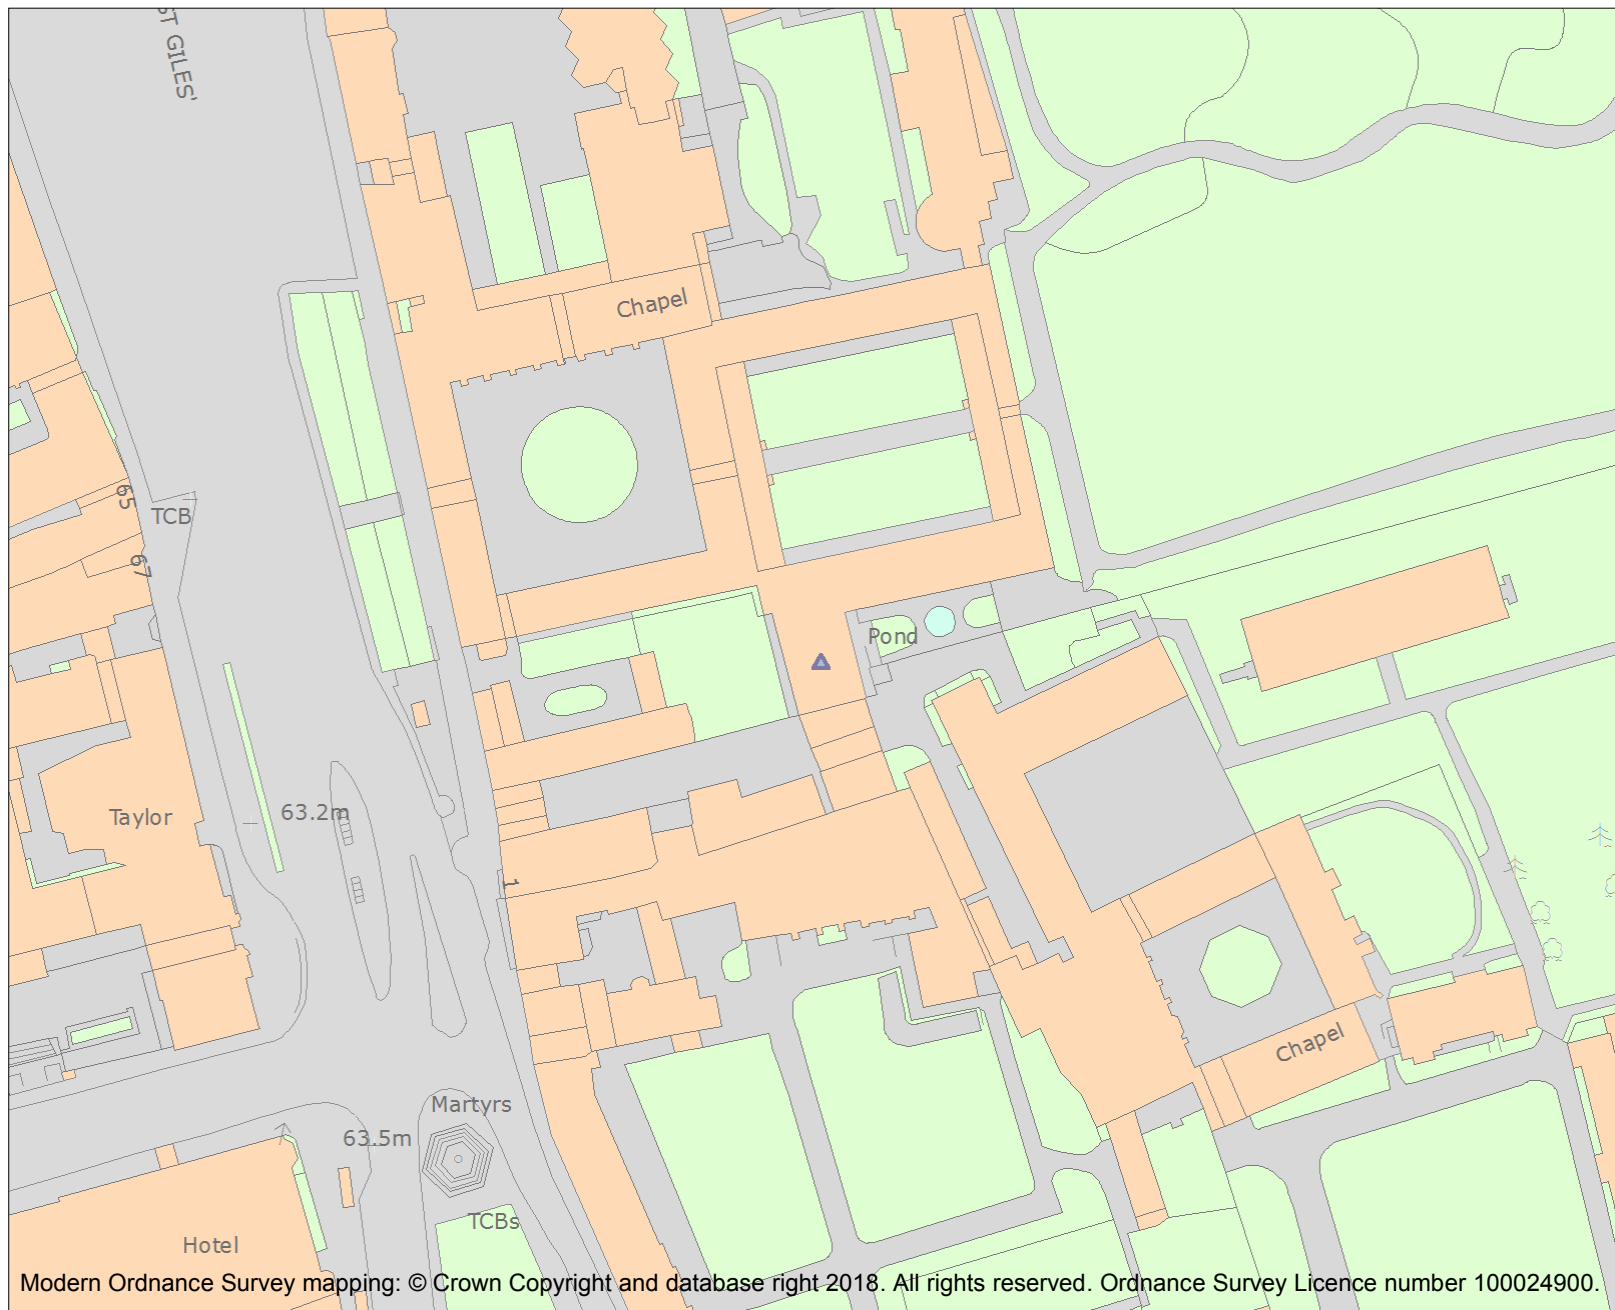 ST GILES'
Chapel
65
TCB
67
Pond
63.2m
Taylor
1
Chapel
Martyrs
63.5m
TCBs
Hotel
Modern Ordnance Survey mapping: © Crown Copyright and database right 2018. All rights reserved. Ordnance Survey Licence number 100024900.